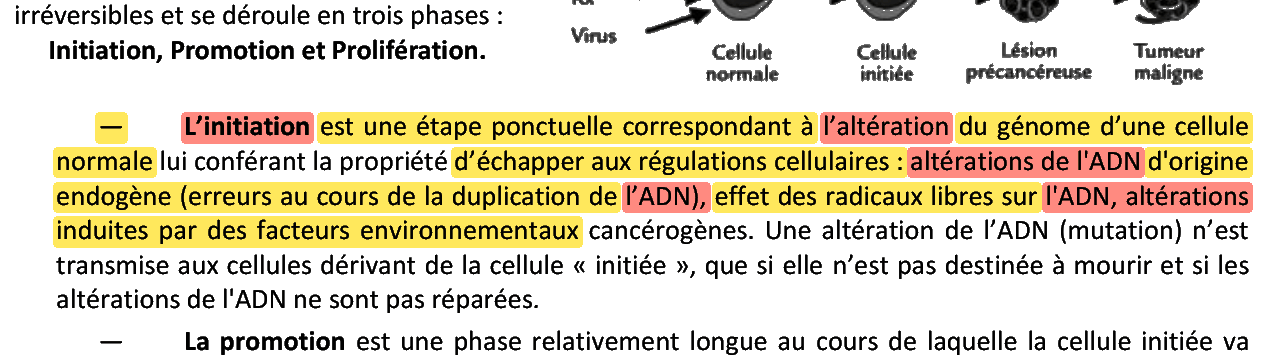 irréversibles et se déroule en trois phases :
Initiation, Promotion et Prolifération.
Virus
Cellule normale
Cellule initiée
Lésion précancéreuse
Tumeur maligne
— L’initiation est une étape ponctuelle correspondant à l’altération du génome d’une cellule
normale lui conférant la propriété d’échapper aux régulations cellulaires : altérations de l'ADN d'origine
endogène (erreurs au cours de la duplication de l’ADN), effet des radicaux libres sur l'ADN, altérations
induites par des facteurs environnementaux cancérogènes. Une altération de l’ADN (mutation) n’est
transmise aux cellules dérivant de la cellule « initiée », que si elle n’est pas destinée à mourir et si les
altérations de l'ADN ne sont pas réparées.
— La promotion est une phase relativement longue au cours de laquelle la cellule initiée va